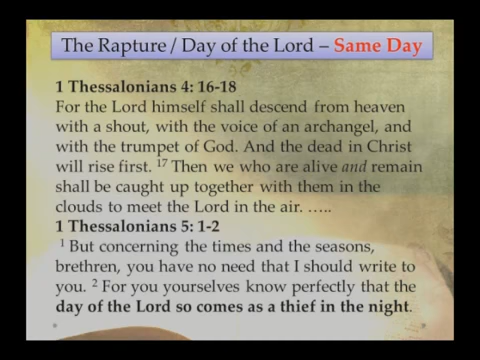 The Rapture / Day of the Lord – Same Day
1 Thessalonians 4: 16-18
For the Lord himself shall descend from heaven
with a shout, with the voice of an archangel, and
with the trumpet of God. And the dead in Christ
will rise first. 17 Then we who are alive and remain
shall be caught up together with them in the
clouds to meet the Lord in the air. …..
1 Thessalonians 5: 1-2
1 But concerning the times and the seasons,
brethren, you have no need that I should write to
you. 2 For you yourselves know perfectly that the
day of the Lord so comes as a thief in the night.